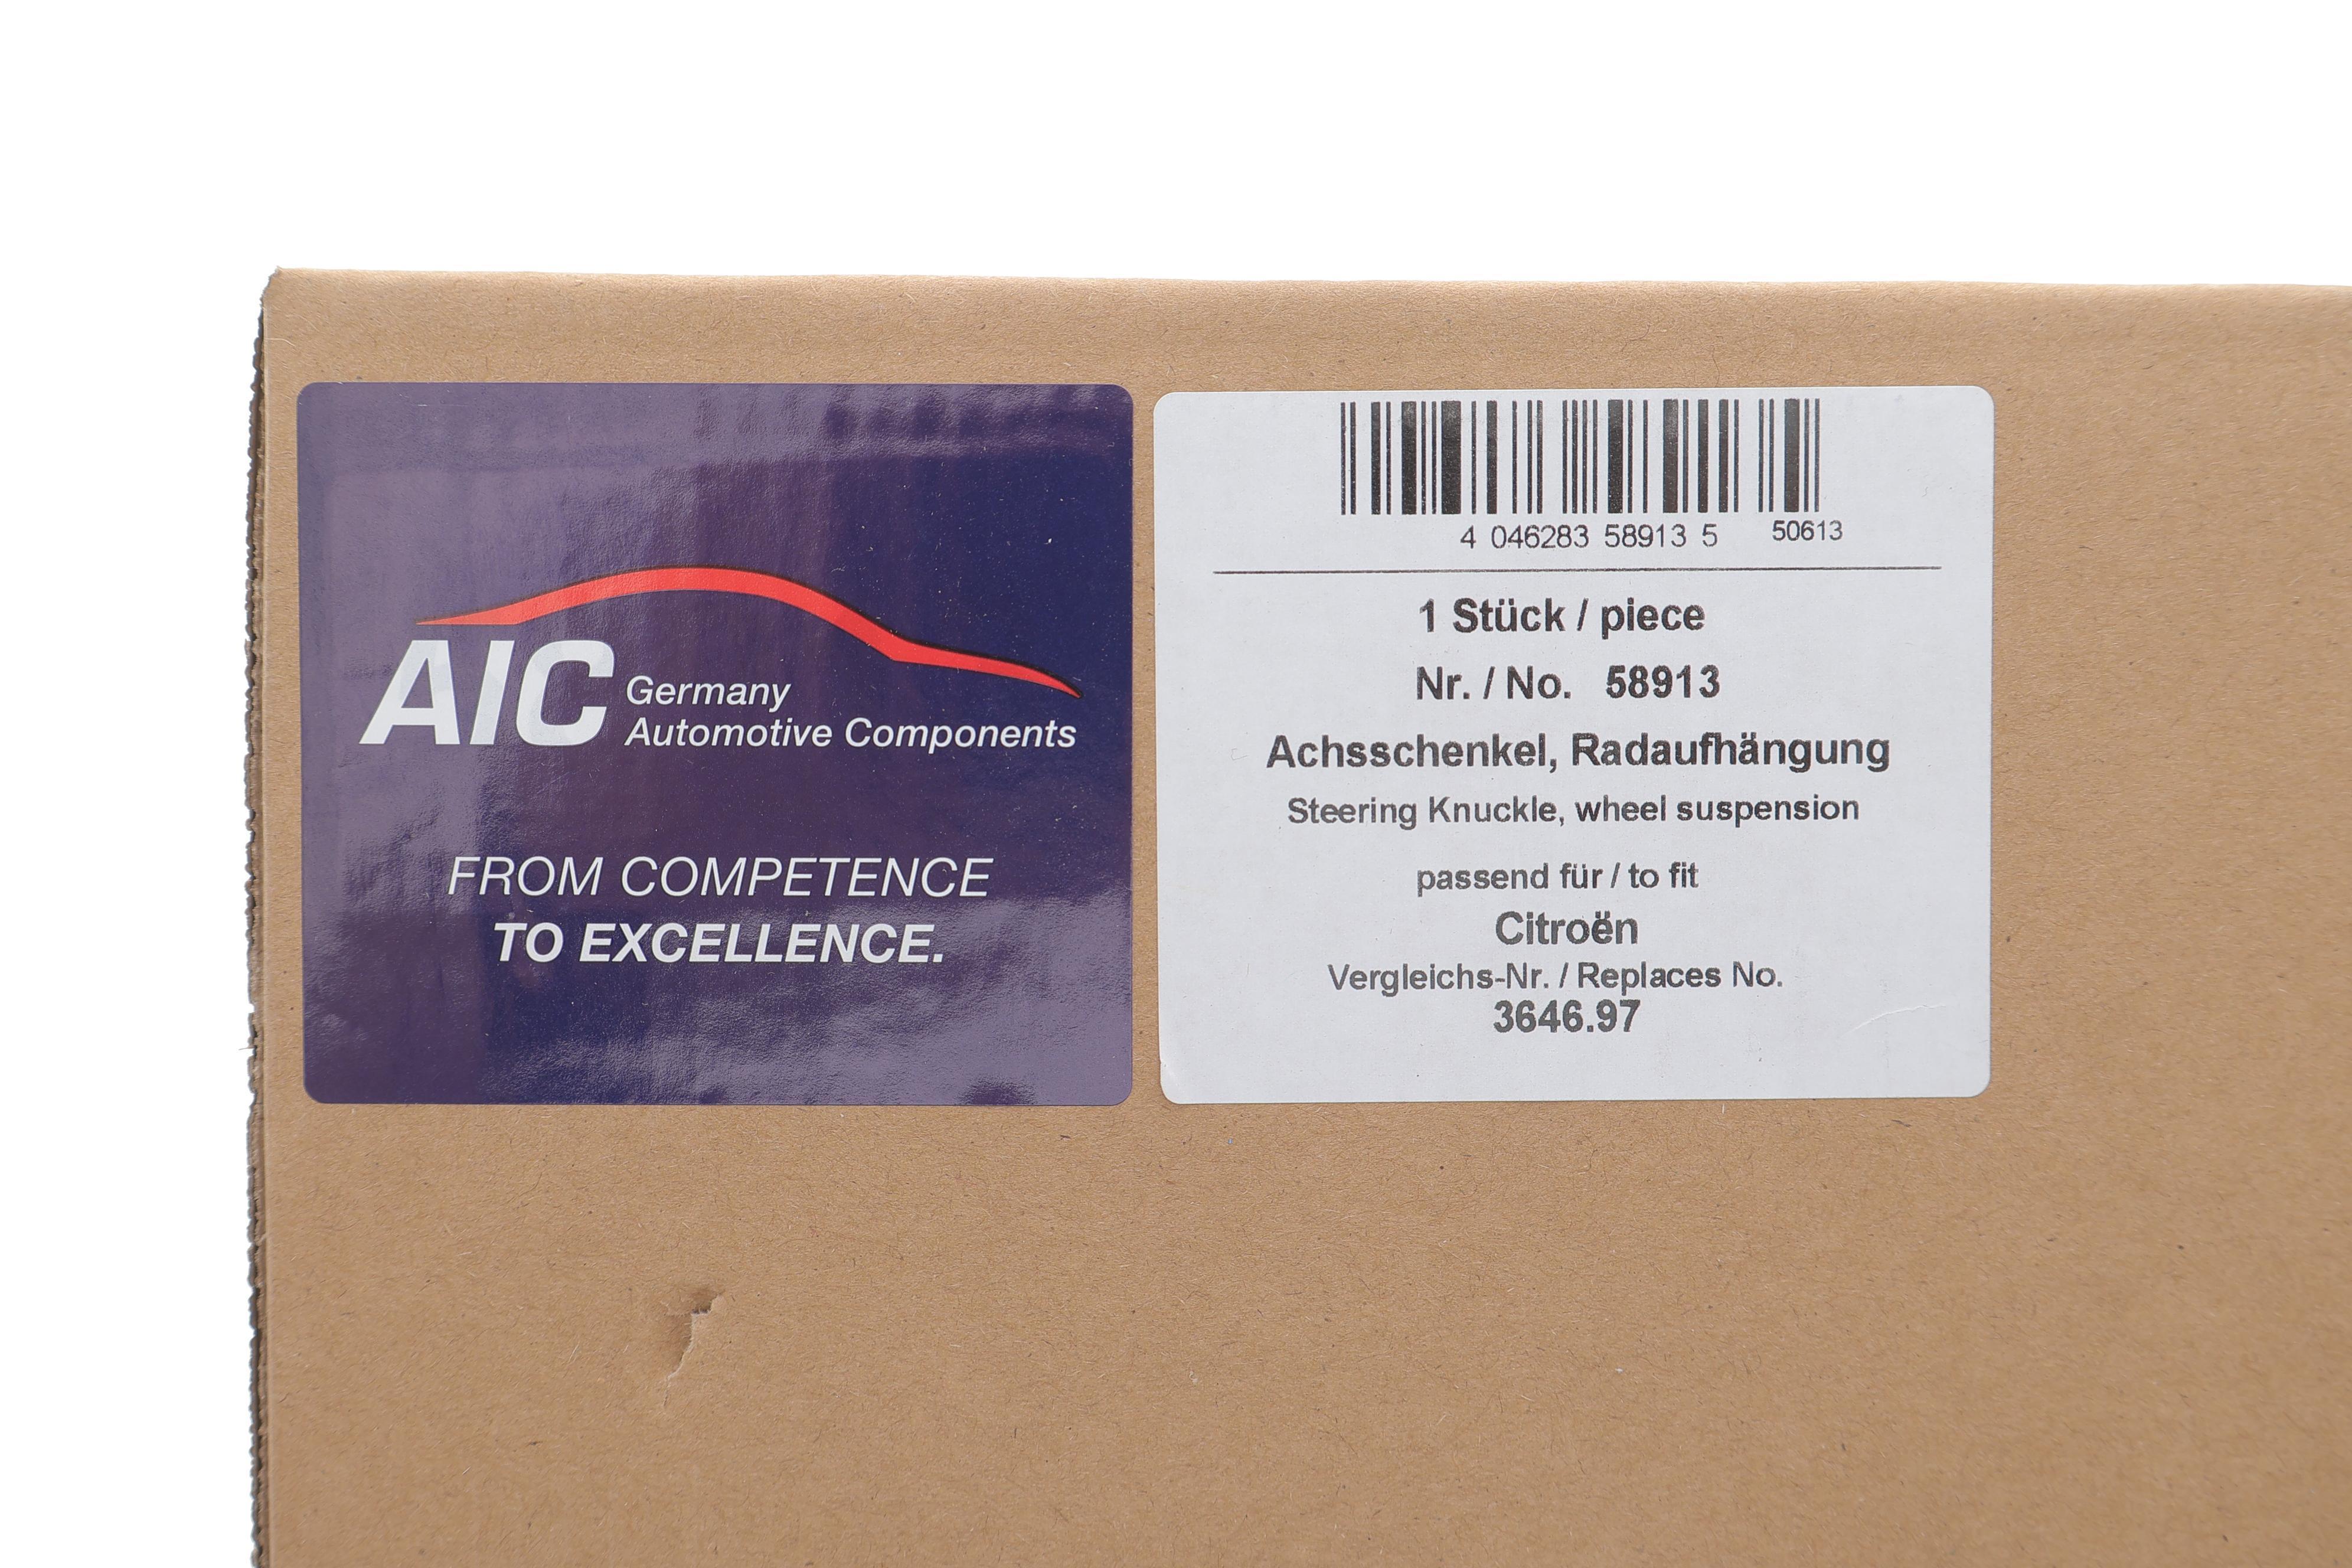 AIC Germany
Automotive Components
FROM COMPETENCE
TO EXCELLENCE.
4 046283 58913 5 50613
1 Stück / piece
Nr. / No. 58913
Achsschenkel, Radaufhängung
Steering Knuckle, wheel suspension
passend für / to fit
Citroën
Vergleichs-Nr. / Replaces No.
3646.97